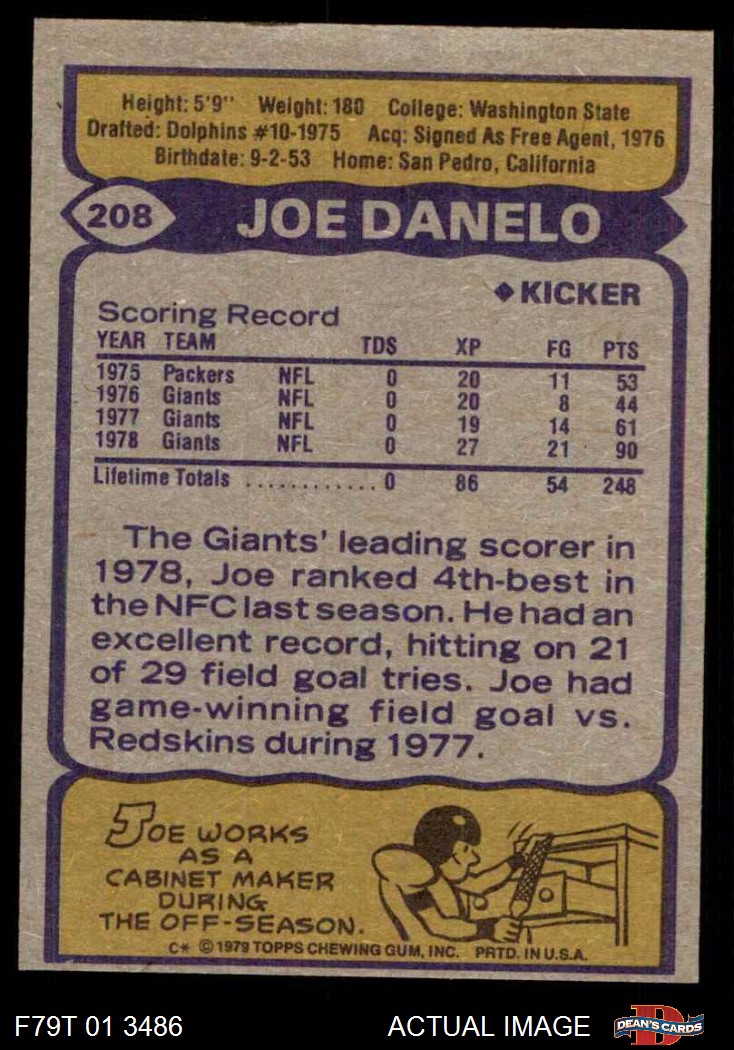 Height: 5'9" Weight: 180 College: Washington State
Drafted: Dolphins #10-1975 Acq: Signed As Free Agent, 1976
Birthdate: 9-2-53 Home: San Pedro, California
208 JOE DANELO
◆ KICKER
Scoring Record
YEAR TEAM TDS XP FG PTS
1975 Packers NFL 0 20 11 53
1976 Giants NFL 0 20 8 44
1977 Giants NFL 0 19 14 61
1978 Giants NFL 0 27 21 90
Lifetime Totals ............ 0 86 54 248
The Giants' leading scorer in
1978, Joe ranked 4th-best in
the NFC last season. He had an
excellent record, hitting on 21
of 29 field goal tries. Joe had
game-winning field goal vs.
Redskins during 1977.
JOE WORKS
AS A
CABINET MAKER
DURING
THE OFF-SEASON.
C* © 1979 TOPPS CHEWING GUM, INC. PRTD. IN U.S.A.
F79T 01 3486 ACTUAL IMAGE D DEAN'S CARDS